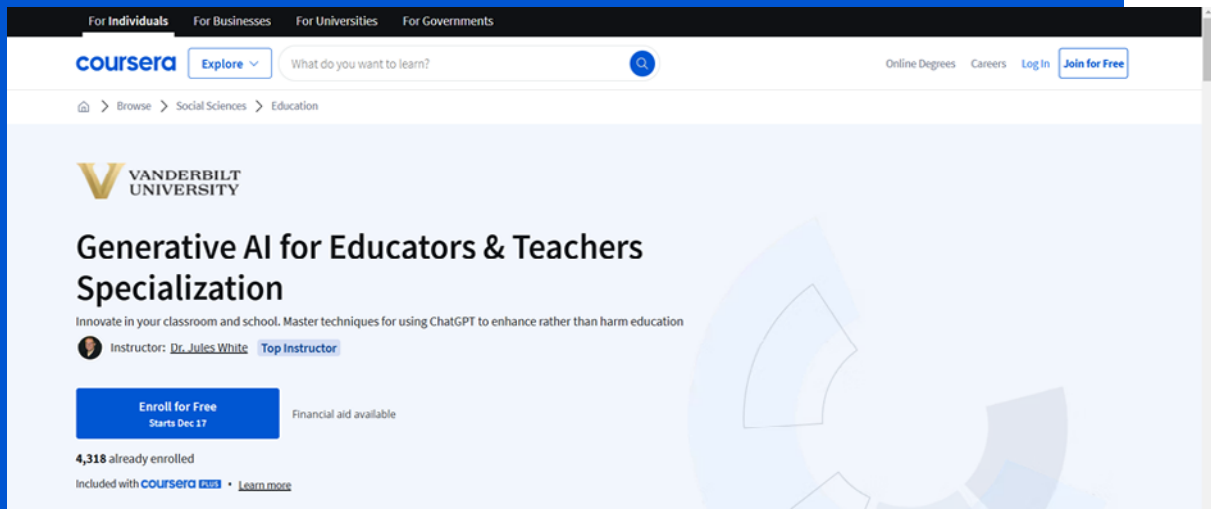 For Individuals For Businesses For Universities For Governments
coursera Explore What do you want to learn? Online Degrees Careers Log In Join for Free
Browse Social Sciences Education
VANDERBILT
UNIVERSITY
Generative AI for Educators & Teachers
Specialization
Innovate in your classroom and school. Master techniques for using ChatGPT to enhance rather than harm education
Instructor: Dr. Jules White Top Instructor
Enroll for Free
Starts Dec 17
Financial aid available
4,318 already enrolled
Included with coursera PLUS • Learn more